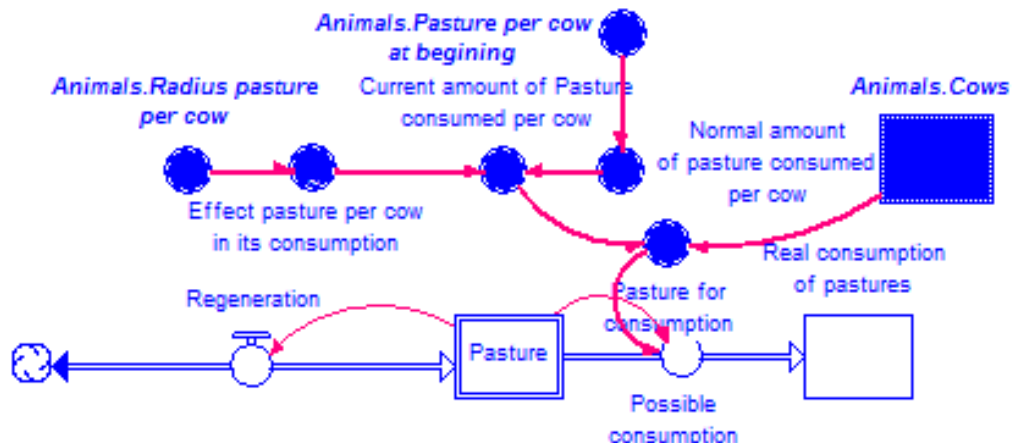 Animals.Pasture per cow
at begining
Animals.Radius pasture
per cow
Current amount of Pasture
consumed per cow
Animals.Cows
Normal amount
of pasture consumed
per cow
Effect pasture per cow
in its consumption
Real consumption
of pastures
Regeneration
Pasture for
consumption
Pasture
Possible
consumption